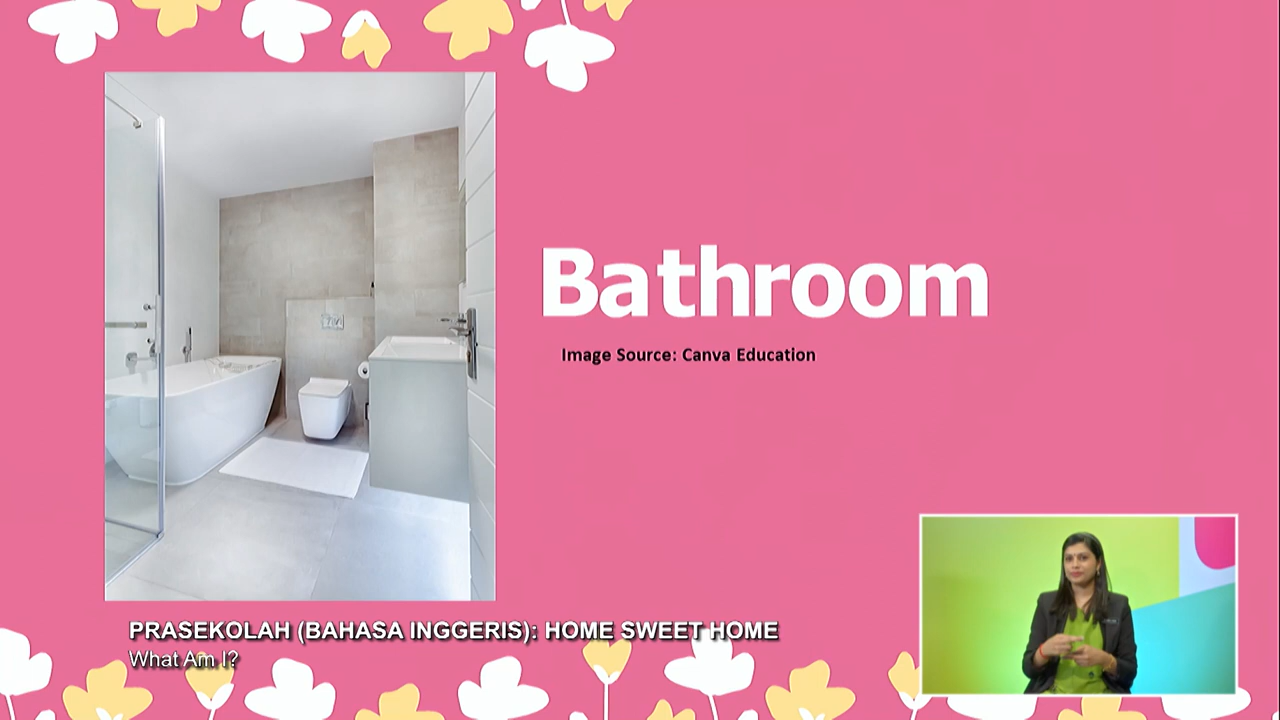 Bathroom
Image Source: Canva Education
PRASEKOLAH (BAHASA INGGERIS): HOME SWEET HOME
What Am I?